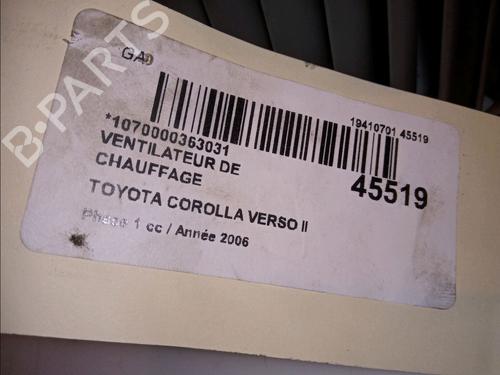 GAD
19410701 45519
*1070000363031
VENTILATEUR DE
CHAUFFAGE
45519
TOYOTA COROLLA VERSO II
Phase 1 cc / Année 2006
B-PARTS